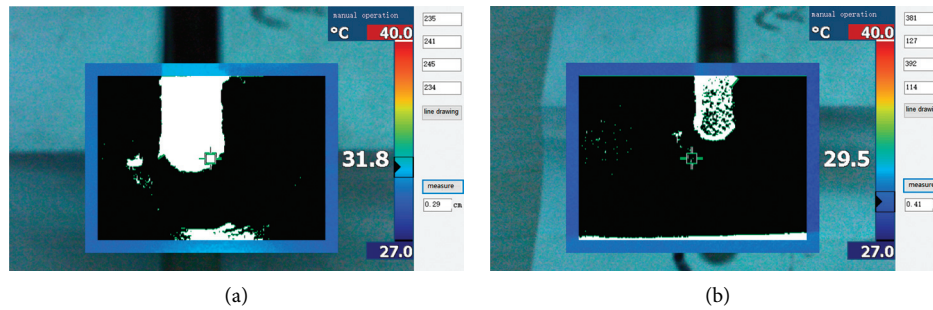 manual operation
°C 40.0
31.8
27.0
235
241
245
234
line drawing
measure
0.29 cm
(a)
manual operation
°C 40.0
29.5
27.0
381
127
392
114
line drawin
measure
0.41
(b)